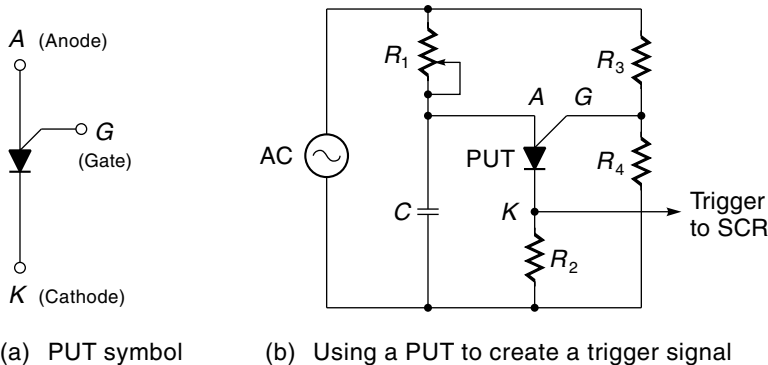 A (Anode)
G
(Gate)
K (Cathode)
(a) PUT symbol
R1
R3
A G
AC
PUT
R4
C
K
Trigger
to SCR
R2
(b) Using a PUT to create a trigger signal